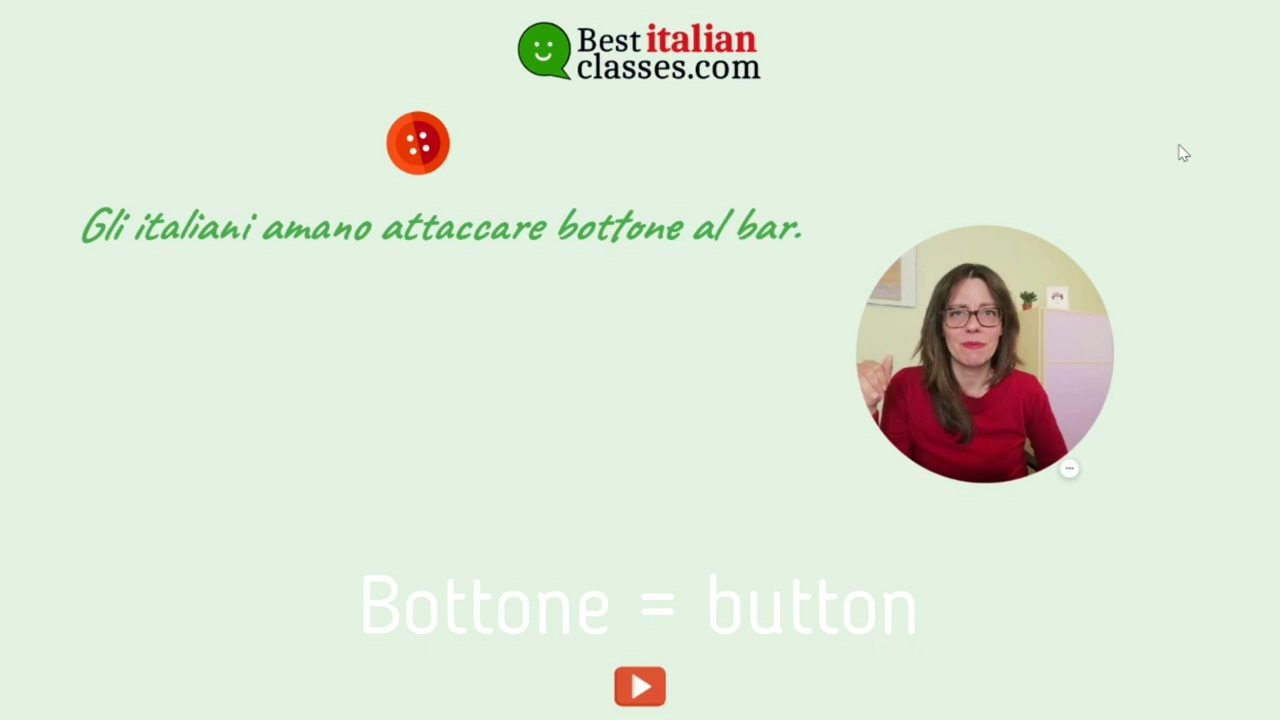 Best italian
classes.com
Gli italiani amano attaccare bottone al bar.
Bottone = button